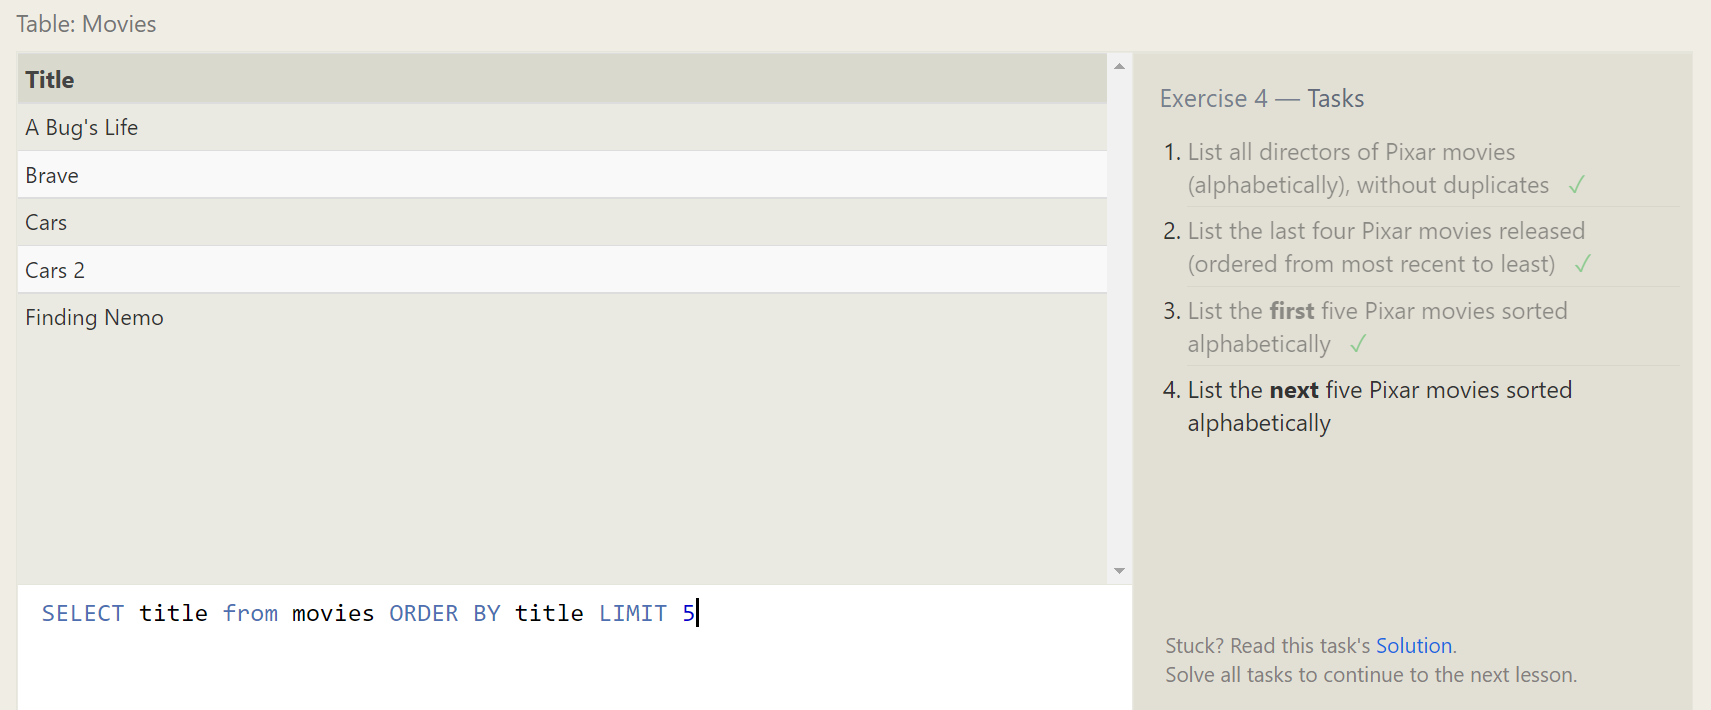 Table: Movies
Title
A Bug's Life
Brave
Cars
Cars 2
Finding Nemo
SELECT title from movies ORDER BY title LIMIT 5
Exercise 4 — Tasks
1. List all directors of Pixar movies
(alphabetically), without duplicates ✓
2. List the last four Pixar movies released
(ordered from most recent to least) ✓
3. List the first five Pixar movies sorted
alphabetically ✓
4. List the next five Pixar movies sorted
alphabetically
Stuck? Read this task's Solution.
Solve all tasks to continue to the next lesson.